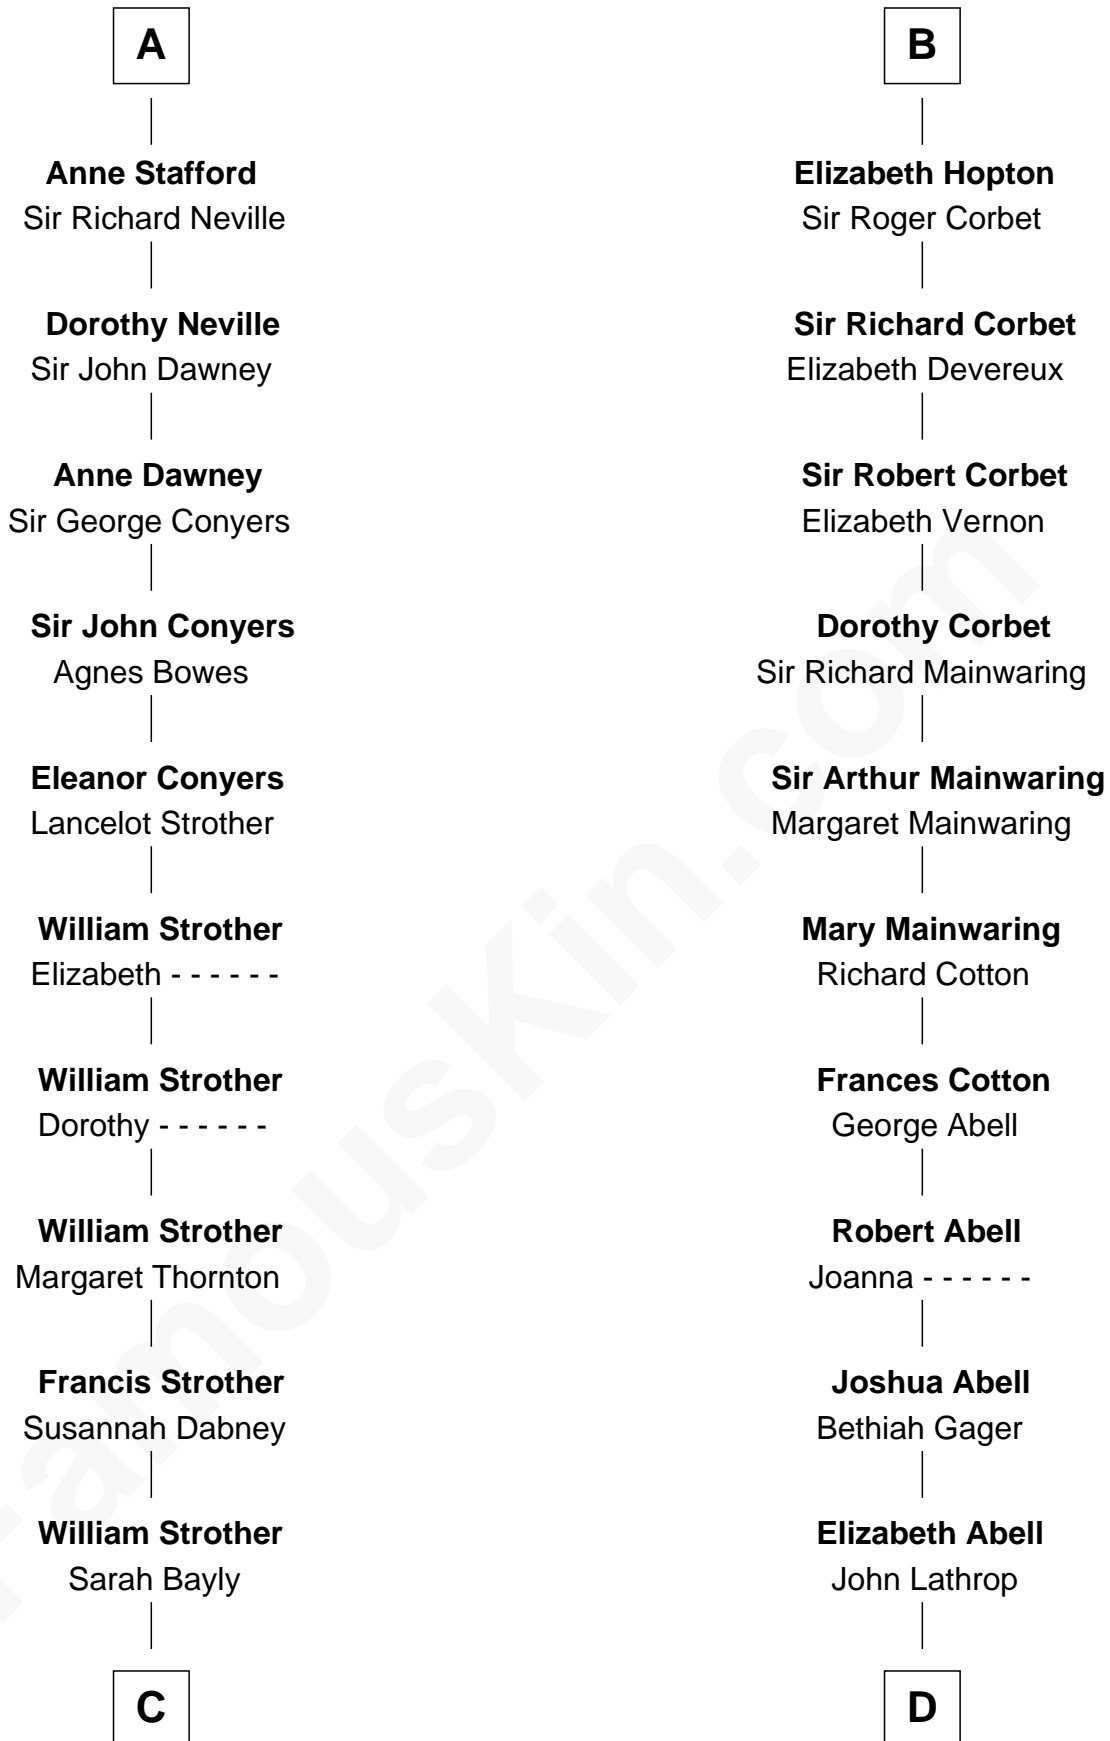 A
Anne Stafford
Sir Richard Neville
Dorothy Neville
Sir John Dawney
Anne Dawney
Sir George Conyers
Sir John Conyers
Agnes Bowes
Eleanor Conyers
Lancelot Strother
William Strother
Elizabeth - - - - - -
William Strother
Dorothy - - - - - -
William Strother
Margaret Thornton
Francis Strother
Susannah Dabney
William Strother
Sarah Bayly
C
B
Elizabeth Hopton
Sir Roger Corbet
Sir Richard Corbet
Elizabeth Devereux
Sir Robert Corbet
Elizabeth Vernon
Dorothy Corbet
Sir Richard Mainwaring
Sir Arthur Mainwaring
Margaret Mainwaring
Mary Mainwaring
Richard Cotton
Frances Cotton
George Abell
Robert Abell
Joanna - - - - - -
Joshua Abell
Bethiah Gager
Elizabeth Abell
John Lathrop
D
FamousKin.com